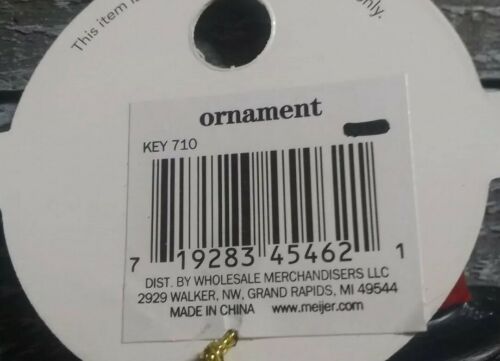 This item i
only.
ornament
KEY 710
7 19283 45462 1
DIST. BY WHOLESALE MERCHANDISERS LLC
2929 WALKER, NW, GRAND RAPIDS, MI 49544
MADE IN CHINA www.meijer.com